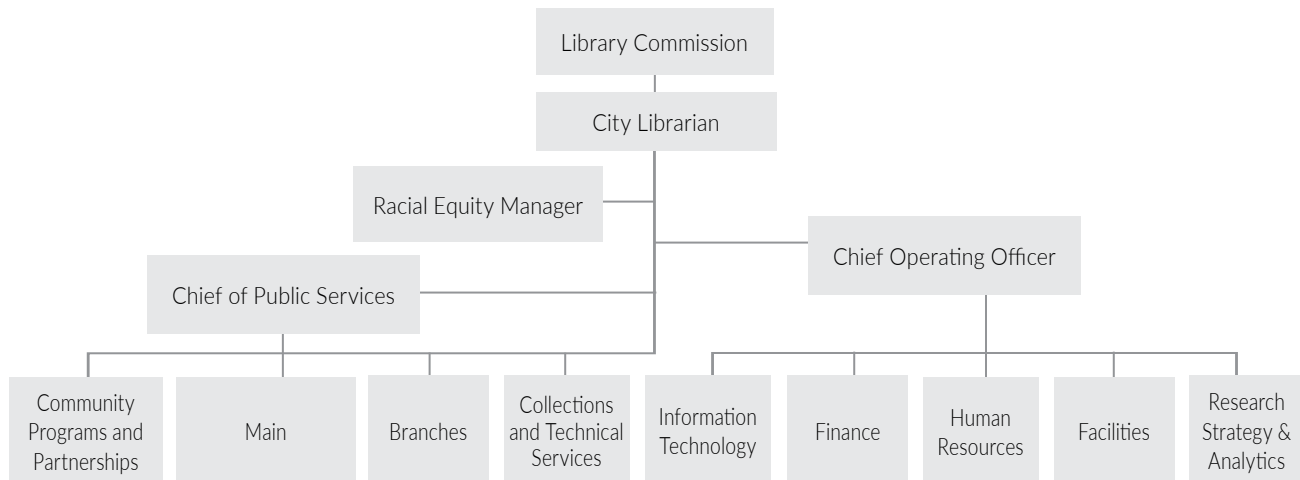 Library Commission
City Librarian
Racial Equity Manager
Chief Operating Officer
Chief of Public Services
Community
Programs and
Partnerships
Main
Branches
Collections
and Technical
Services
Information
Technology
Finance
Human
Resources
Facilities
Research
Strategy &
Analytics